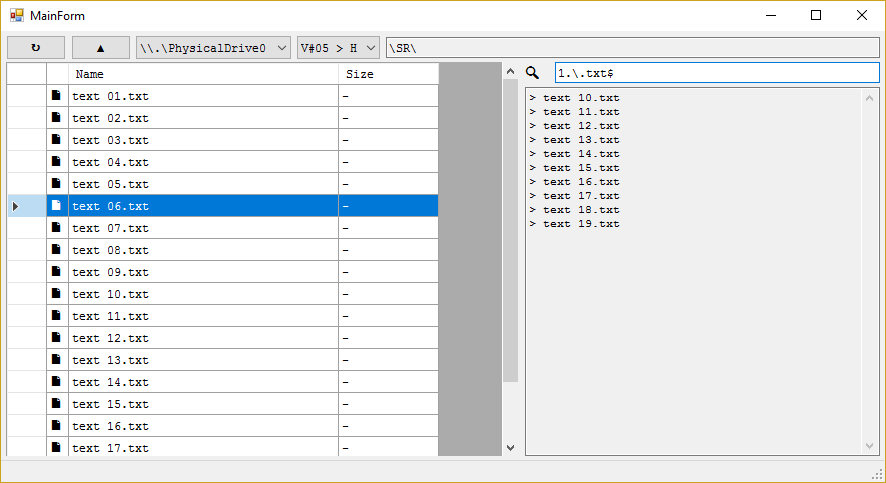 MainForm
↻ ▲ \\.\PhysicalDrive0 V#05 > H \SR\
Name Size
text 01.txt -
text 02.txt -
text 03.txt -
text 04.txt -
text 05.txt -
text 06.txt -
text 07.txt -
text 08.txt -
text 09.txt -
text 10.txt -
text 11.txt -
text 12.txt -
text 13.txt -
text 14.txt -
text 15.txt -
text 16.txt -
text 17.txt -
1.\.txt$
> text 10.txt
> text 11.txt
> text 12.txt
> text 13.txt
> text 14.txt
> text 15.txt
> text 16.txt
> text 17.txt
> text 18.txt
> text 19.txt